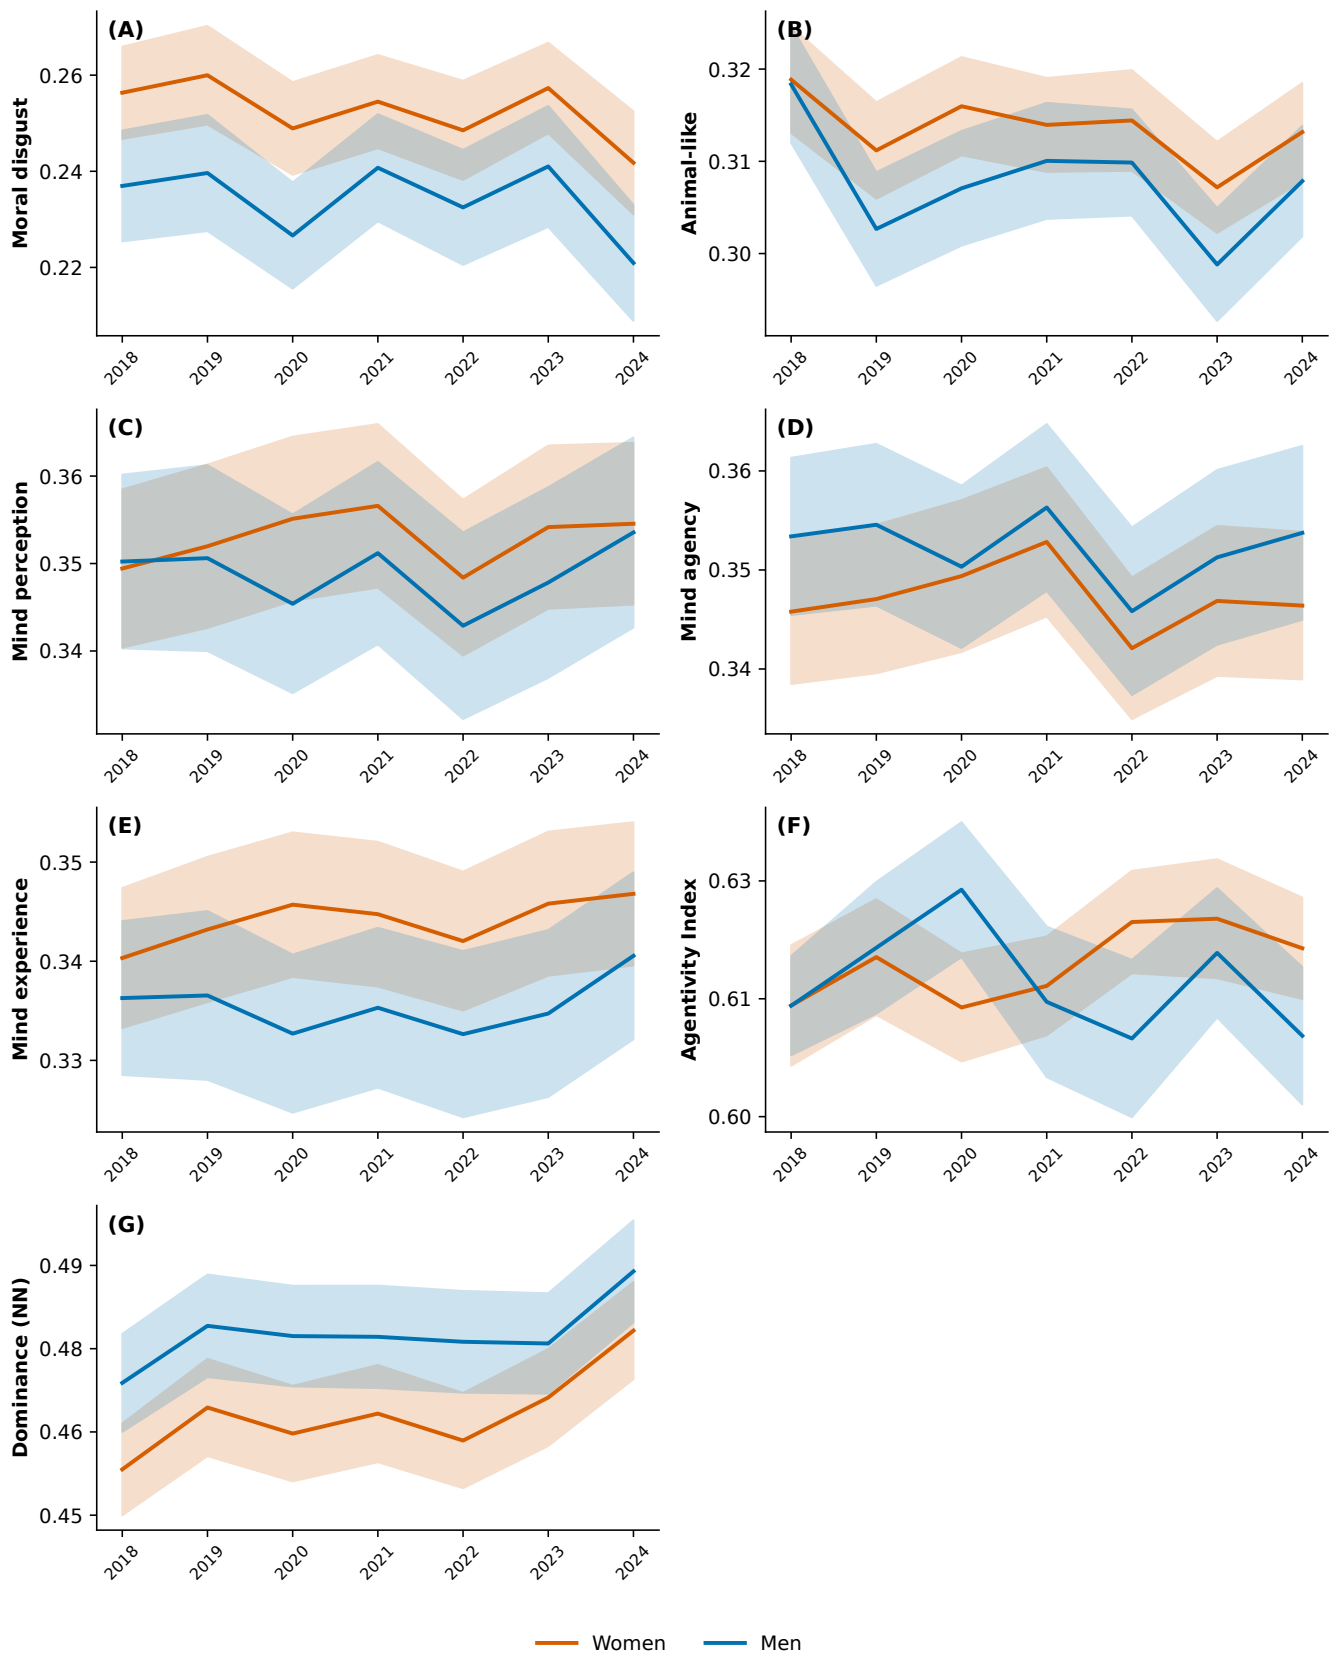 (A)
Moral disgust
0.26
0.24
0.22
2018 2019 2020 2021 2022 2023 2024
(B)
Animal-like
0.32
0.31
0.30
2018 2019 2020 2021 2022 2023 2024
(C)
Mind perception
0.36
0.35
0.34
2018 2019 2020 2021 2022 2023 2024
(D)
Mind agency
0.36
0.35
0.34
2018 2019 2020 2021 2022 2023 2024
(E)
Mind experience
0.35
0.34
0.33
2018 2019 2020 2021 2022 2023 2024
(F)
Agentivity Index
0.63
0.61
0.60
2018 2019 2020 2021 2022 2023 2024
(G)
Dominance (NN)
0.49
0.48
0.46
0.45
2018 2019 2020 2021 2022 2023 2024
Women Men